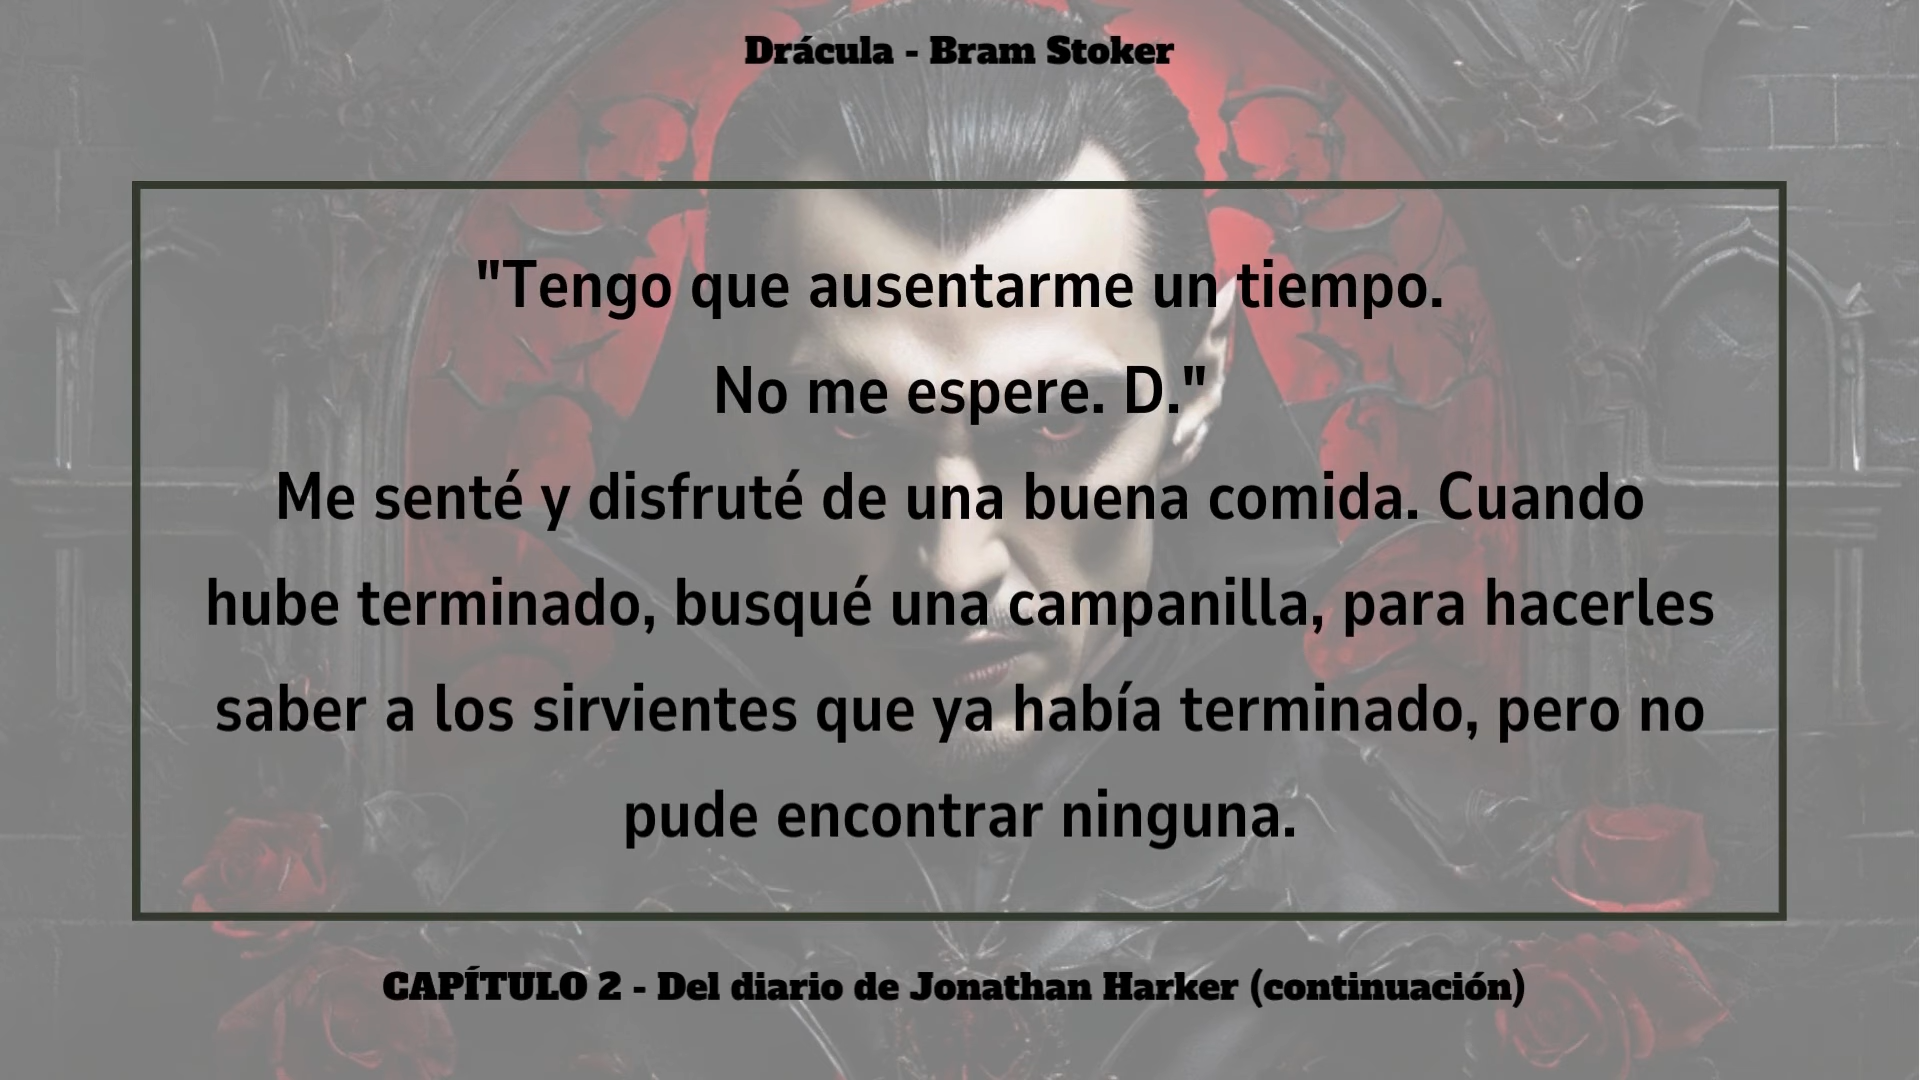 Drácula - Bram Stoker
"Tengo que ausentarme un tiempo.
No me espere. D."
Me senté y disfruté de una buena comida. Cuando
hube terminado, busqué una campanilla, para hacerles
saber a los sirvientes que ya había terminado, pero no
pude encontrar ninguna.
CAPÍTULO 2 - Del diario de Jonathan Harker (continuación)